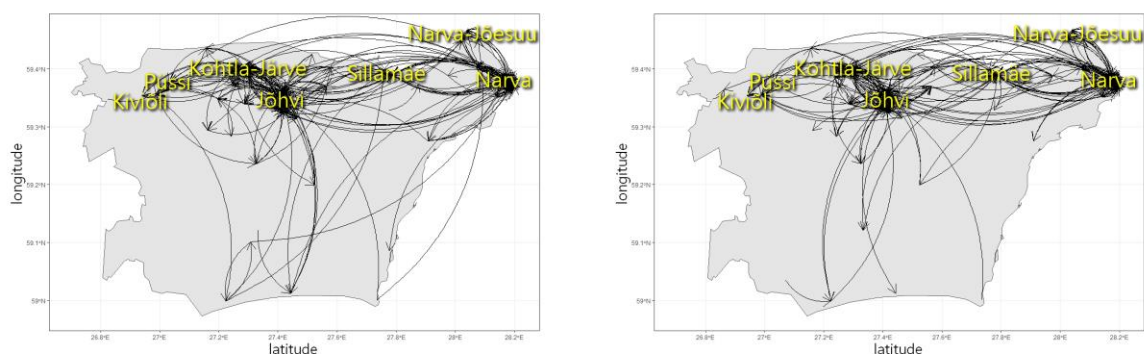 Narva-Jõesuu
Kohtla-Järve
Sillamäe
Püssi
Narva
Kiviõli
Jõhvi
longitude
59.4°N
59.3°N
59.2°N
59.1°N
59°N
26.8°E
27°E
27.2°E
27.4°E
27.6°E
27.8°E
28°E
28.2°E
latitude
Narva-Jõesuu
Kohtla-Järve
Sillamäe
Püssi
Narva
Kiviõli
Jõhvi
longitude
59.4°N
59.3°N
59.2°N
59.1°N
59°N
26.8°E
27°E
27.2°E
27.4°E
27.6°E
27.8°E
28°E
28.2°E
latitude